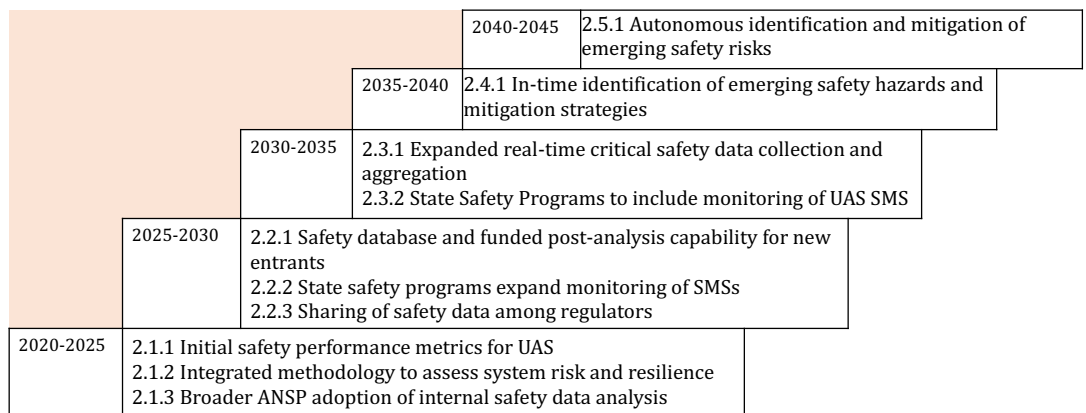 2040-2045
2.5.1 Autonomous identification and mitigation of
emerging safety risks
2035-2040
2.4.1 In-time identification of emerging safety hazards and
mitigation strategies
2030-2035
2.3.1 Expanded real-time critical safety data collection and
aggregation
2.3.2 State Safety Programs to include monitoring of UAS SMS
2025-2030
2.2.1 Safety database and funded post-analysis capability for new
entrants
2.2.2 State safety programs expand monitoring of SMSs
2.2.3 Sharing of safety data among regulators
2020-2025
2.1.1 Initial safety performance metrics for UAS
2.1.2 Integrated methodology to assess system risk and resilience
2.1.3 Broader ANSP adoption of internal safety data analysis